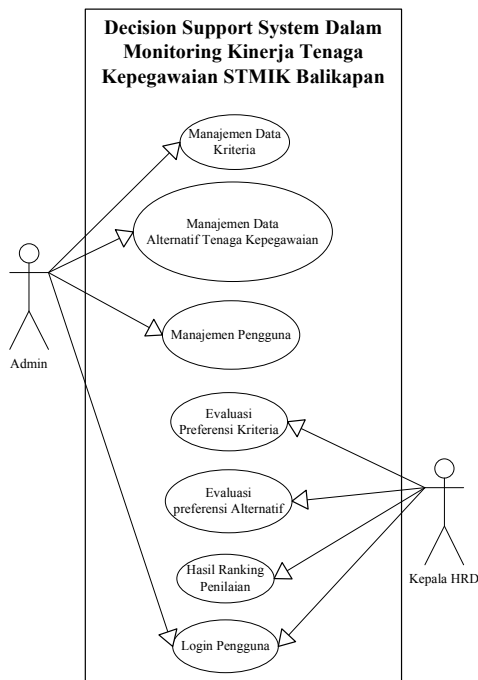 Decision Support System Dalam
Monitoring Kinerja Tenaga
Kepegawaian STMIK Balikapan
Manajemen Data
Kriteria
Manajemen Data
Alternatif Tenaga Kepegawaian
Admin
Manajemen Pengguna
Evaluasi
Preferensi Kriteria
Evaluasi
preferensi Alternatif
Kepala HRD
Hasil Ranking
Penilaian
Login Pengguna